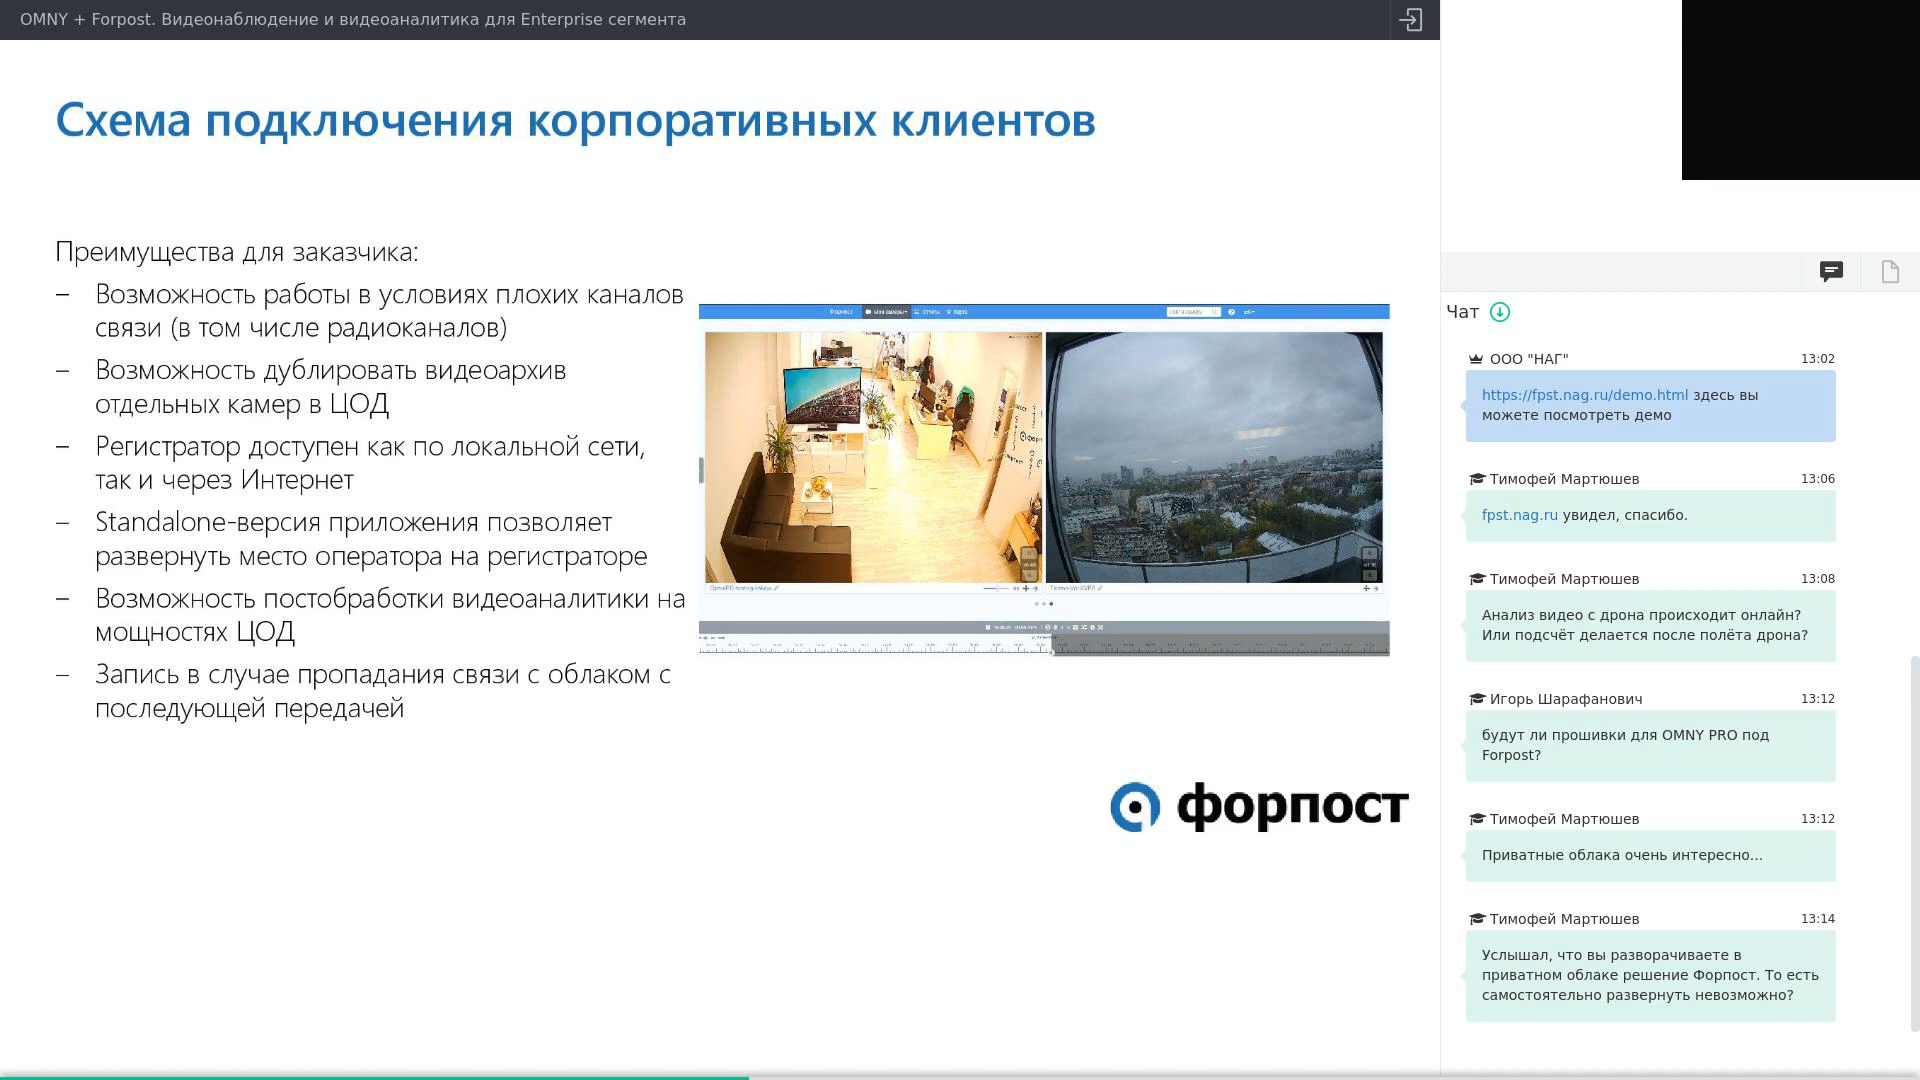 OMNY + Forpost. Видеонаблюдение и видеоаналитика для Enterprise сегмента
Схема подключения корпоративных клиентов
Преимущества для заказчика:
– Возможность работы в условиях плохих каналов
связи (в том числе радиоканалов)
– Возможность дублировать видеоархив
отдельных камер в ЦОД
– Регистратор доступен как по локальной сети,
так и через Интернет
– Standalone-версия приложения позволяет
развернуть место оператора на регистраторе
– Возможность постобработки видеоаналитики на
мощностях ЦОД
– Запись в случае пропадания связи с облаком с
последующей передачей
форпост
Чат
ООО "НАГ" 13:02
https://fpst.nag.ru/demo.html здесь вы
можете посмотреть демо
Тимофей Мартюшев 13:06
fpst.nag.ru увидел, спасибо.
Тимофей Мартюшев 13:08
Анализ видео с дрона происходит онлайн?
Или подсчёт делается после полёта дрона?
Игорь Шарафанович 13:12
будут ли прошивки для OMNY PRO под
Forpost?
Тимофей Мартюшев 13:12
Приватные облака очень интересно...
Тимофей Мартюшев 13:14
Услышал, что вы разворачиваете в
приватном облаке решение Форпост. То есть
самостоятельно развернуть невозможно?